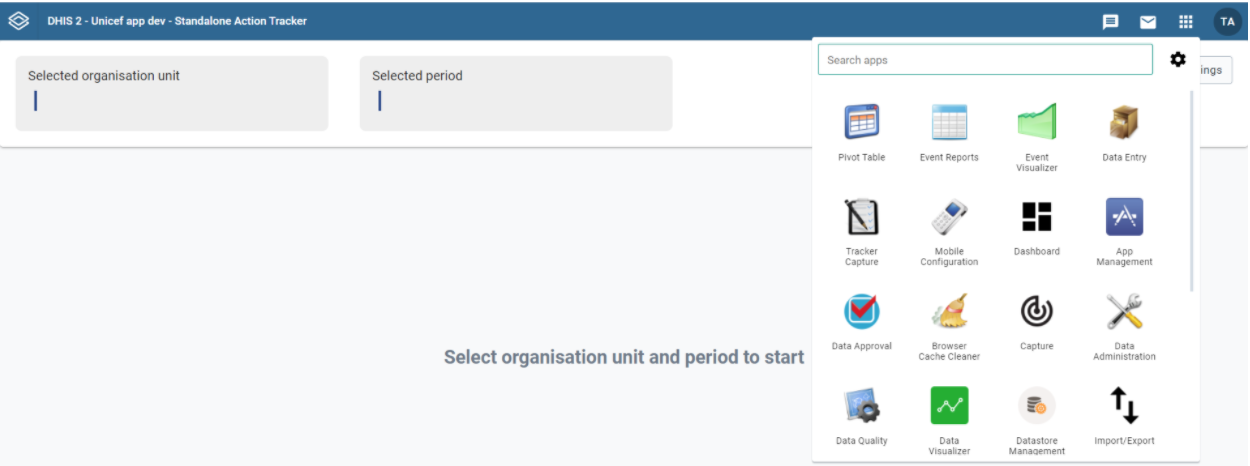 DHIS 2 - Unicef app dev - Standalone Action Tracker
TA
Selected organisation unit
Selected period
Search apps
ings
Pivot Table
Event Reports
Event
Visualizer
Data Entry
Tracker
Capture
Mobile
Configuration
Dashboard
App
Management
Data Approval
Browser
Cache Cleaner
Capture
Data
Administration
Select organisation unit and period to start
Data Quality
Data
Visualizer
Datastore
Management
Import/Export